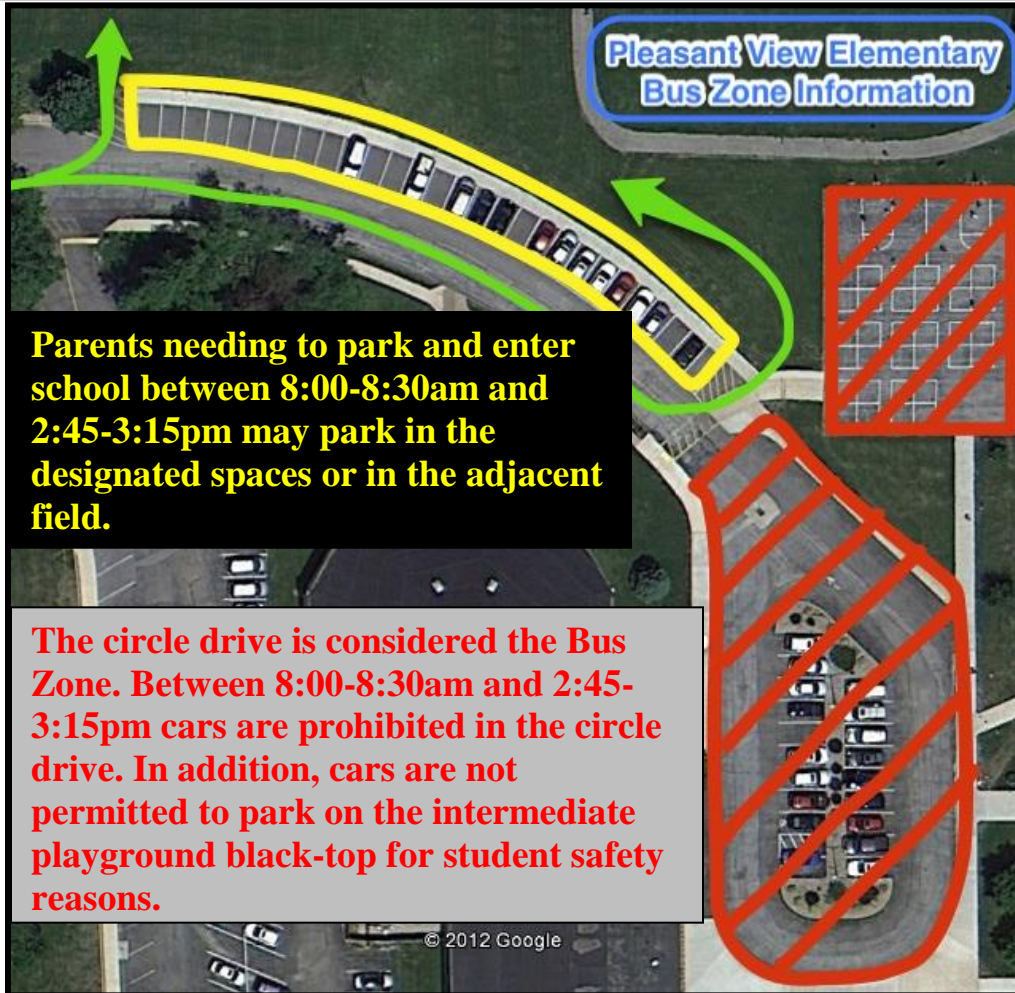 Pleasant View Elementary
Bus Zone Information
Parents needing to park and enter
school between 8:00-8:30am and
2:45-3:15pm may park in the
designated spaces or in the adjacent
field.
The circle drive is considered the Bus
Zone. Between 8:00-8:30am and 2:45-
3:15pm cars are prohibited in the circle
drive. In addition, cars are not
permitted to park on the intermediate
playground black-top for student safety
reasons.
© 2012 Google